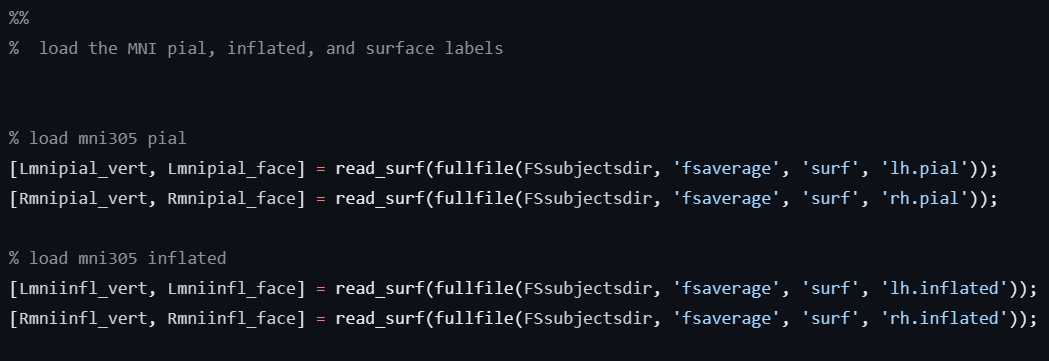 %%
%  load the MNI pial, inflated, and surface labels
% load mni305 pial
[Lmnipial_vert, Lmnipial_face] = read_surf(fullfile(FSsubjectsdir, 'fsaverage', 'surf', 'lh.pial'));
[Rmnipial_vert, Rmnipial_face] = read_surf(fullfile(FSsubjectsdir, 'fsaverage', 'surf', 'rh.pial'));
% load mni305 inflated
[Lmniinfl_vert, Lmniinfl_face] = read_surf(fullfile(FSsubjectsdir, 'fsaverage', 'surf', 'lh.inflated'));
[Rmniinfl_vert, Rmniinfl_face] = read_surf(fullfile(FSsubjectsdir, 'fsaverage', 'surf', 'rh.inflated'));